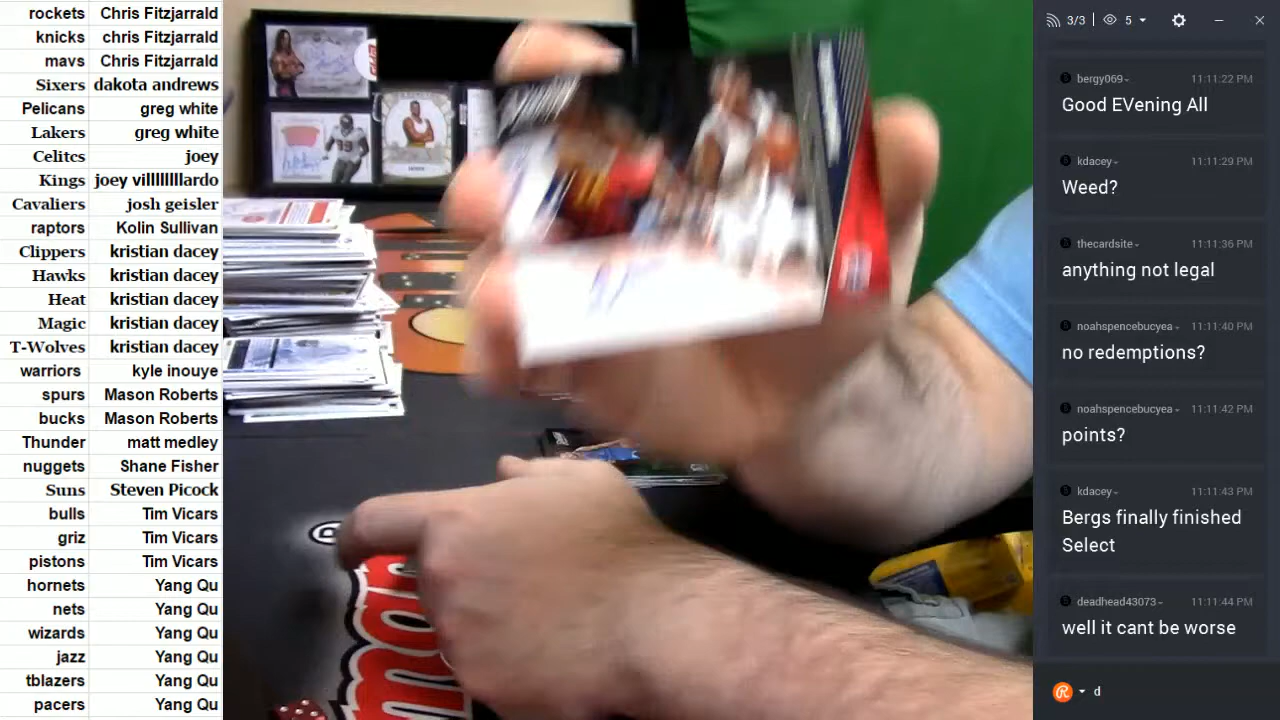 rockets Chris Fitzjarrald
knicks chris Fitzjarrald
mavs Chris Fitzjarrald
Sixers dakota andrews
Pelicans greg white
Lakers greg white
Celitcs joey
Kings joey villlllllllardo
Cavaliers josh geisler
raptors Kolin Sullivan
Clippers kristian dacey
Hawks kristian dacey
Heat kristian dacey
Magic kristian dacey
T-Wolves kristian dacey
warriors kyle inouye
spurs Mason Roberts
bucks Mason Roberts
Thunder matt medley
nuggets Shane Fisher
Suns Steven Picock
bulls Tim Vicars
griz Tim Vicars
pistons Tim Vicars
hornets Yang Qu
nets Yang Qu
wizards Yang Qu
jazz Yang Qu
tblazers Yang Qu
pacers Yang Qu
3/3 5
bergy069 11:11:22 PM
Good EVening All
kdacey 11:11:29 PM
Weed?
thecardsite 11:11:36 PM
anything not legal
noahspencebucyea 11:11:40 PM
no redemptions?
noahspencebucyea 11:11:42 PM
points?
kdacey 11:11:43 PM
Bergs finally finished
Select
deadhead43073 11:11:44 PM
well it cant be worse
d